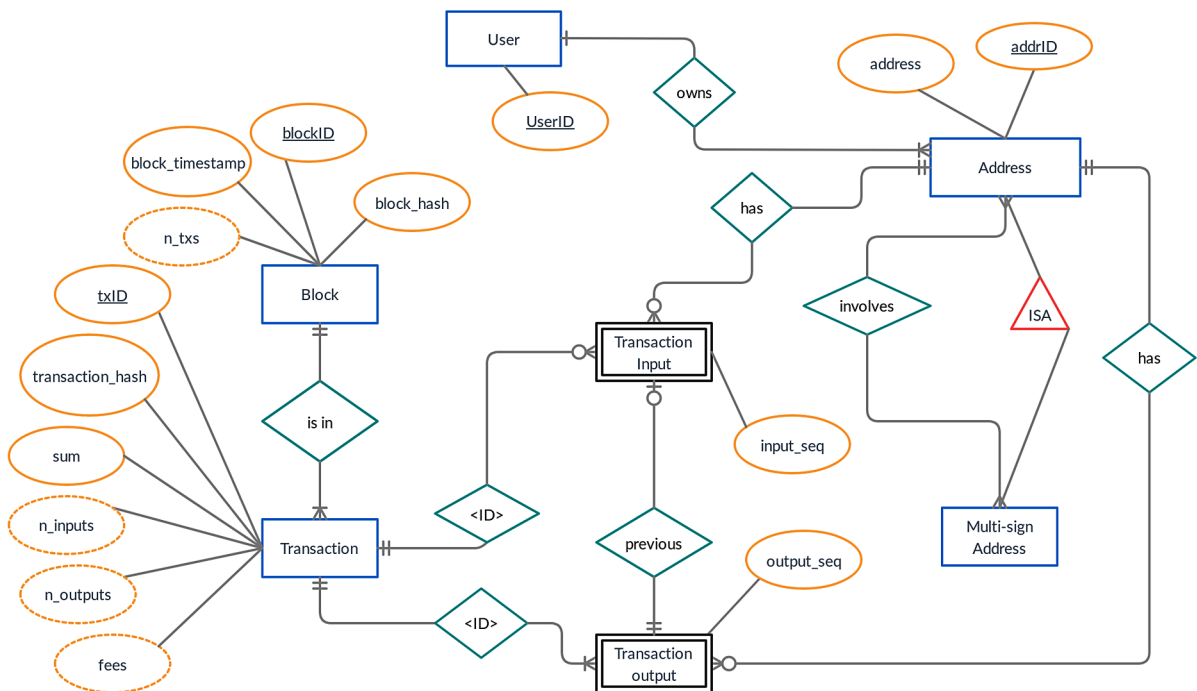 User
addrID
address
owns
UserID
blockID
block_timestamp
Address
block_hash
has
n_txs
Block
txID
involves
ISA
Transaction
Input
has
transaction_hash
is in
input_seq
sum
<ID>
n_inputs
Multi-sign
Address
previous
Transaction
output_seq
n_outputs
<ID>
Transaction
output
fees